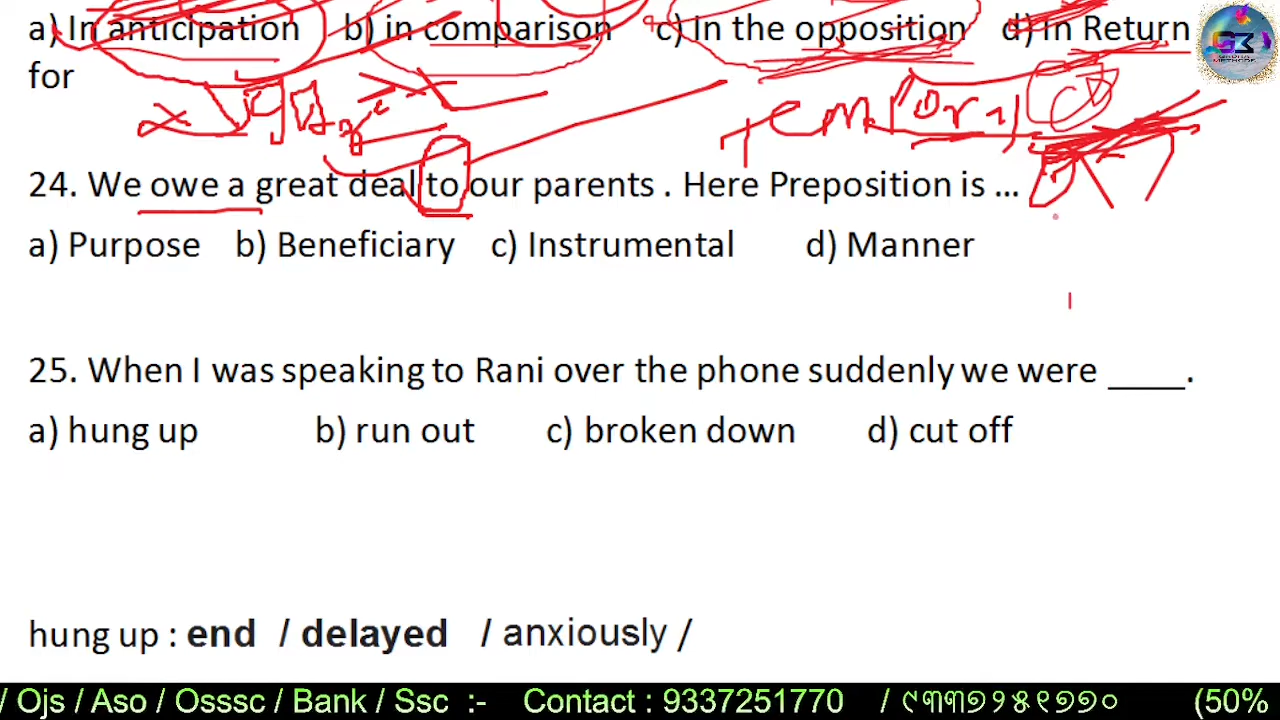 a) In anticipation b) in comparison c) In the opposition d) In Return
for
24. We owe a great deal to our parents . Here Preposition is ...
a) Purpose b) Beneficiary c) Instrumental d) Manner
25. When I was speaking to Rani over the phone suddenly we were ____.
a) hung up b) run out c) broken down d) cut off
hung up : end / delayed / anxiously /
/ Ojs / Aso / Osssc / Bank / Ssc :- Contact : 9337251770 / ୯୩୩୭୨୫୧୭୭୦ (50%